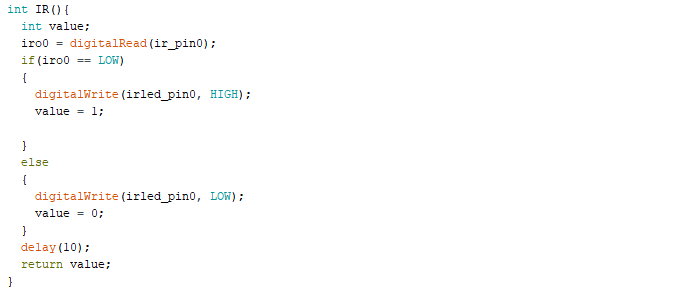 int IR(){
  int value;
  iro0 = digitalRead(ir_pin0);
  if(iro0 == LOW)
  {
    digitalWrite(irled_pin0, HIGH);
    value = 1;

  }
  else
  {
    digitalWrite(irled_pin0, LOW);
    value = 0;
  }
  delay(10);
  return value;
}